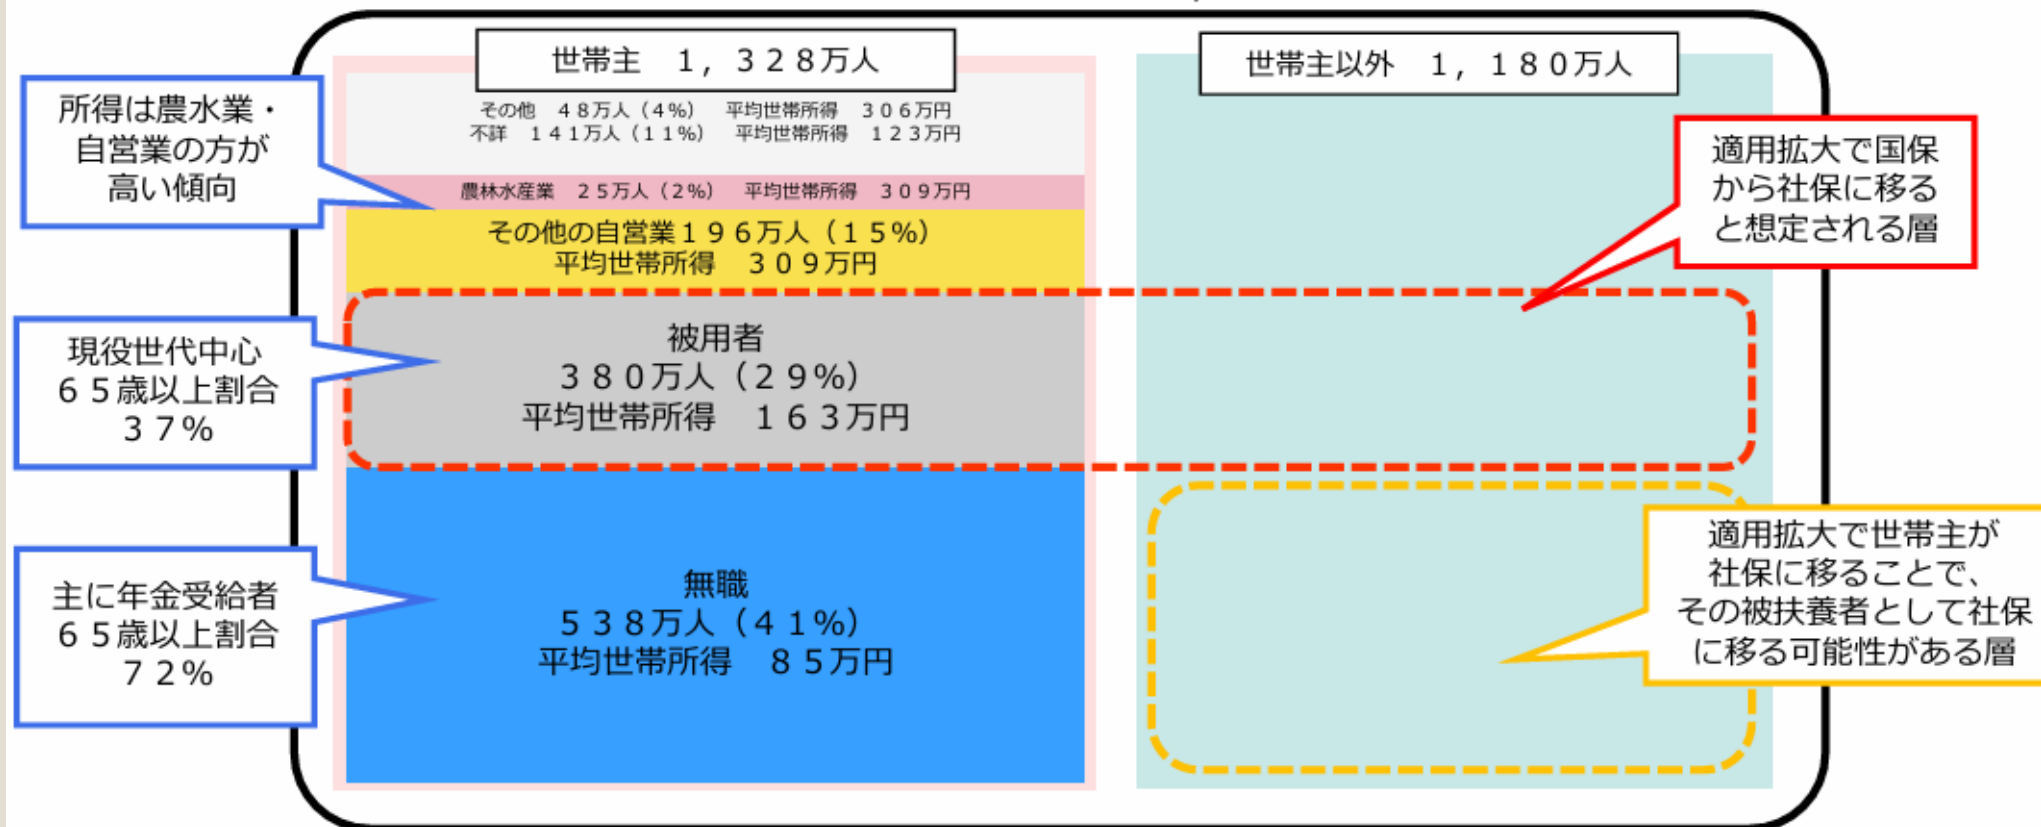 世帯主　１，３２８万人
その他　４８万人（４%）　平均世帯所得　３０６万円
不詳　１４１万人（１１%）　平均世帯所得　１２３万円
農林水産業　２５万人（２%）　平均世帯所得　３０９万円
その他の自営業１９６万人（１５%）
平均世帯所得　３０９万円
被用者
３８０万人（２９%）
平均世帯所得　１６３万円
無職
５３８万人（４１%）
平均世帯所得　８５万円
世帯主以外　１，１８０万人
所得は農水業・
自営業の方が
高い傾向
現役世代中心
６５歳以上割合
３７%
主に年金受給者
６５歳以上割合
７２%
適用拡大で国保
から社保に移る
と想定される層
適用拡大で世帯主が
社保に移ることで、
その被扶養者として社保
に移る可能性がある層